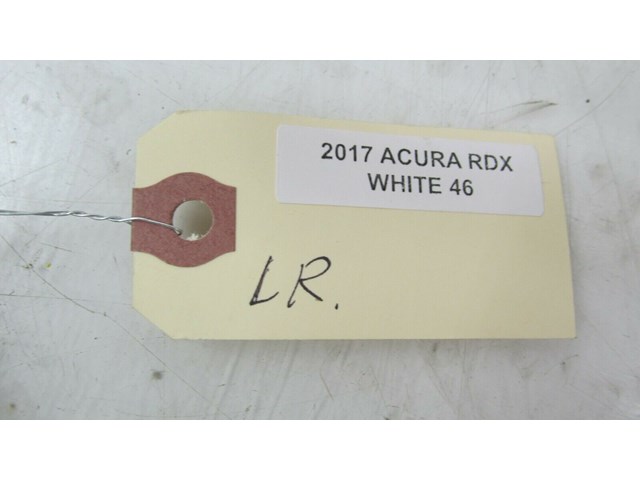 2017 ACURA RDX
WHITE 46
LR.